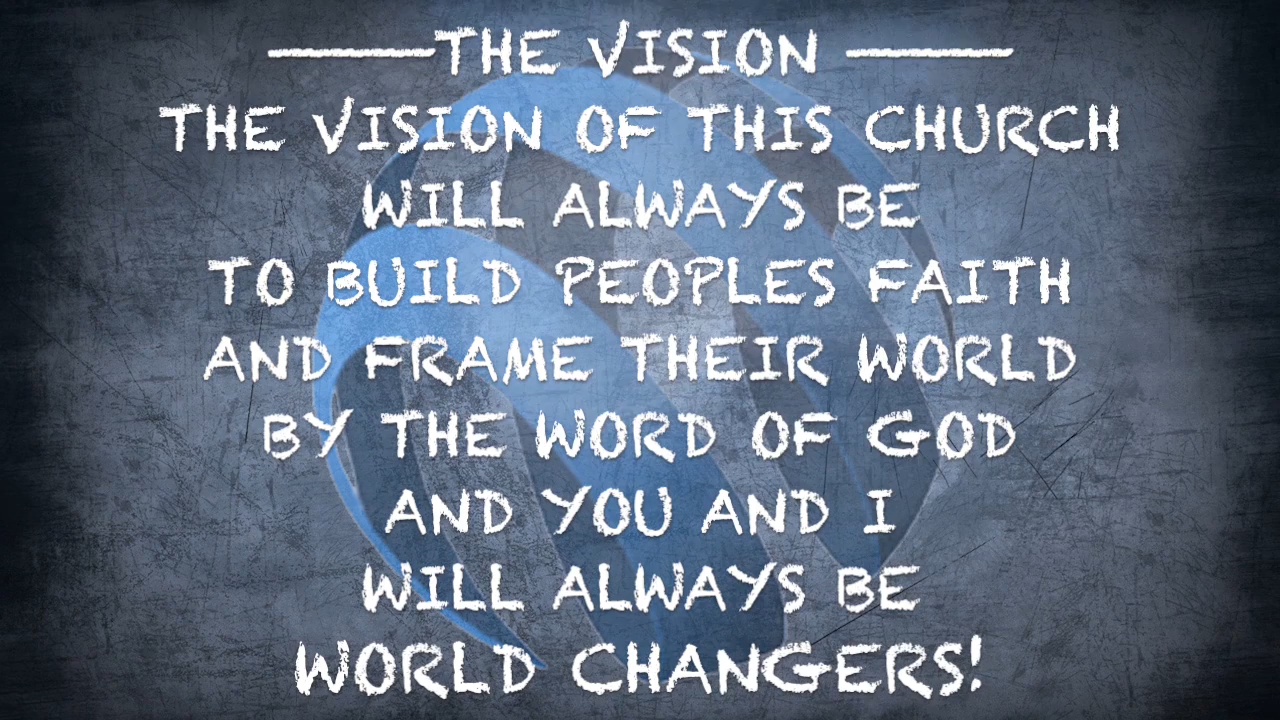 THE VISION
THE VISION OF THIS CHURCH
WILL ALWAYS BE
TO BUILD PEOPLES FAITH
AND FRAME THEIR WORLD
BY THE WORD OF GOD
AND YOU AND I
WILL ALWAYS BE
WORLD CHANGERS!